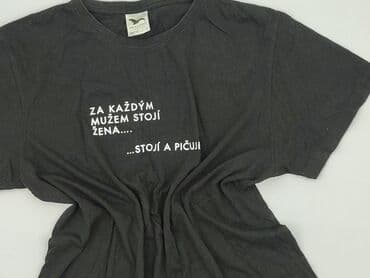 ZA KAŽDÝM
MUŽEM STOJÍ
ŽENA....
...STOJÍ A PIČUJE